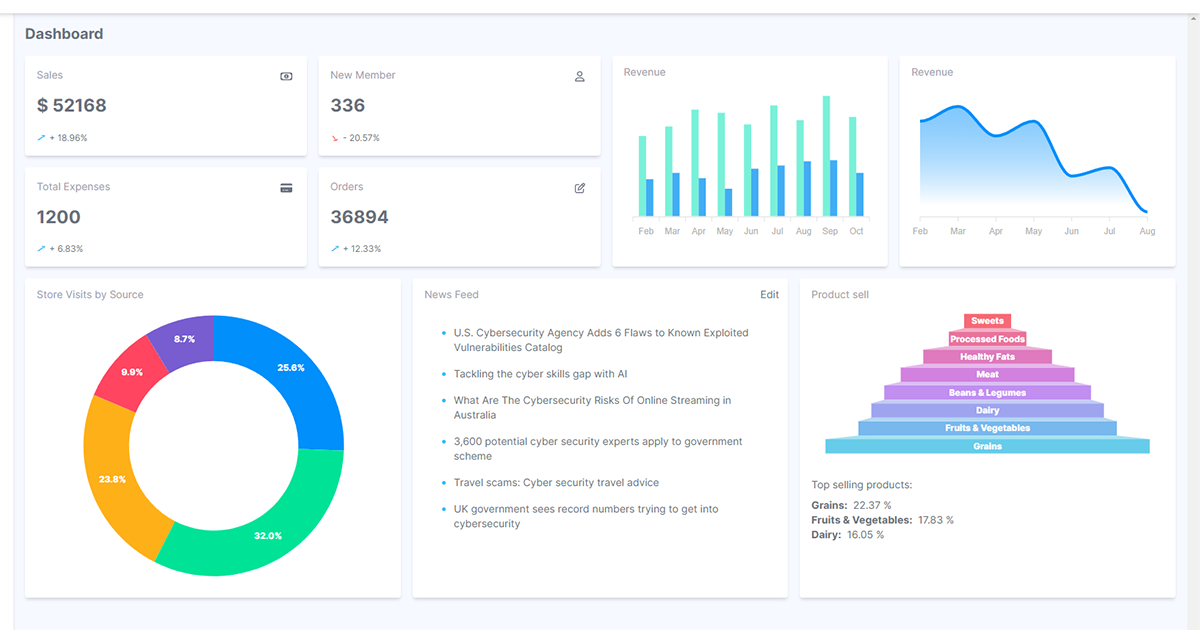 Dashboard
Sales
$ 52168
+ 18.96%
New Member
336
- 20.57%
Total Expenses
1200
+ 6.83%
Orders
36894
+ 12.33%
Revenue
Feb Mar Apr May Jun Jul Aug Sep Oct
Revenue
Feb Mar Apr May Jun Jul Aug
Store Visits by Source
8.7%
25.6%
9.9%
23.8%
32.0%
News Feed Edit
U.S. Cybersecurity Agency Adds 6 Flaws to Known Exploited
Vulnerabilities Catalog
Tackling the cyber skills gap with AI
What Are The Cybersecurity Risks Of Online Streaming in
Australia
3,600 potential cyber security experts apply to government
scheme
Travel scams: Cyber security travel advice
UK government sees record numbers trying to get into
cybersecurity
Product sell
Sweets
Processed Foods
Healthy Fats
Meat
Beans & Legumes
Dairy
Fruits & Vegetables
Grains
Top selling products:
Grains: 22.37 %
Fruits & Vegetables: 17.83 %
Dairy: 16.05 %